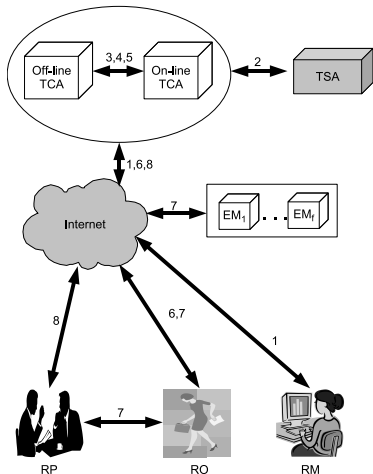 Off-line
TCA
3,4,5
On-line
TCA
2
TSA
1,6,8
Internet
7
EM1
. . .
EMf
8
6,7
1
7
RP
RO
RM